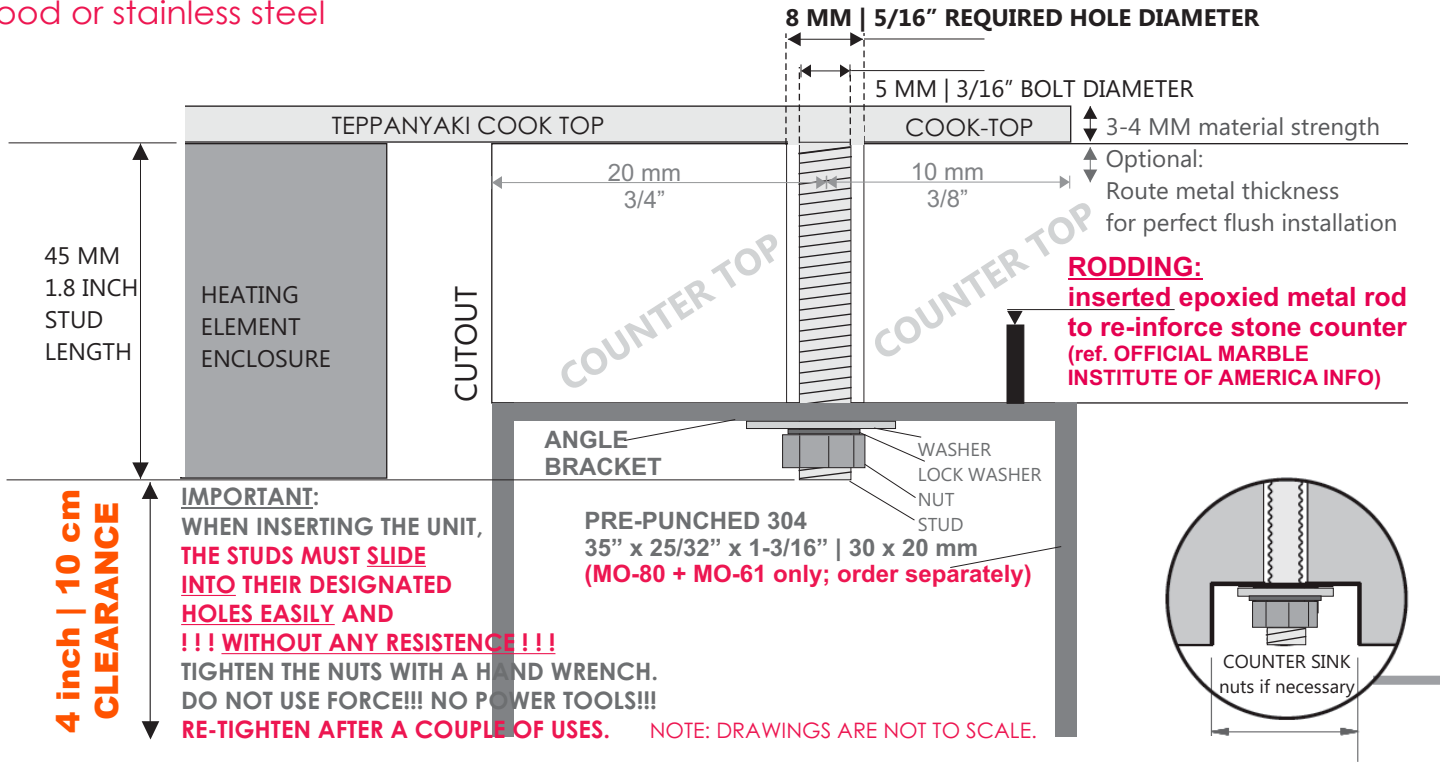 ood or stainless steel
8 MM | 5/16” REQUIRED HOLE DIAMETER
5 MM | 3/16” BOLT DIAMETER
TEPPANYAKI COOK TOP
COOK-TOP
3-4 MM material strength
Optional:
Route metal thickness
for perfect flush installation
20 mm
3/4”
10 mm
3/8”
45 MM
1.8 INCH
STUD
LENGTH
HEATING
ELEMENT
ENCLOSURE
CUTOUT
COUNTER TOP
COUNTER TOP
RODDING:
inserted epoxied metal rod
to re-inforce stone counter
(ref. OFFICIAL MARBLE
INSTITUTE OF AMERICA INFO)
ANGLE
BRACKET
WASHER
LOCK WASHER
NUT
STUD
PRE-PUNCHED 304
35” x 25/32” x 1-3/16” | 30 x 20 mm
(MO-80 + MO-61 only; order separately)
4 inch | 10 cm
CLEARANCE
IMPORTANT:
WHEN INSERTING THE UNIT,
THE STUDS MUST SLIDE
INTO THEIR DESIGNATED
HOLES EASILY AND
! ! ! WITHOUT ANY RESISTENCE ! ! !
TIGHTEN THE NUTS WITH A HAND WRENCH.
DO NOT USE FORCE!!! NO POWER TOOLS!!!
RE-TIGHTEN AFTER A COUPLE OF USES.
NOTE: DRAWINGS ARE NOT TO SCALE.
COUNTER SINK
nuts if necessary